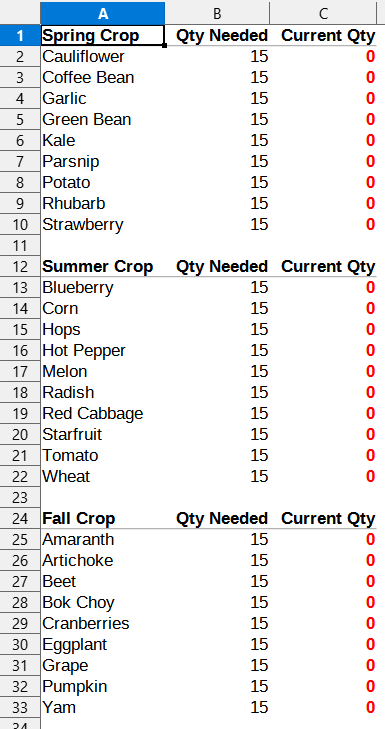 A B C
1 Spring Crop Qty Needed Current Qty
2 Cauliflower 15 0
3 Coffee Bean 15 0
4 Garlic 15 0
5 Green Bean 15 0
6 Kale 15 0
7 Parsnip 15 0
8 Potato 15 0
9 Rhubarb 15 0
10 Strawberry 15 0
11
12 Summer Crop Qty Needed Current Qty
13 Blueberry 15 0
14 Corn 15 0
15 Hops 15 0
16 Hot Pepper 15 0
17 Melon 15 0
18 Radish 15 0
19 Red Cabbage 15 0
20 Starfruit 15 0
21 Tomato 15 0
22 Wheat 15 0
23
24 Fall Crop Qty Needed Current Qty
25 Amaranth 15 0
26 Artichoke 15 0
27 Beet 15 0
28 Bok Choy 15 0
29 Cranberries 15 0
30 Eggplant 15 0
31 Grape 15 0
32 Pumpkin 15 0
33 Yam 15 0
34